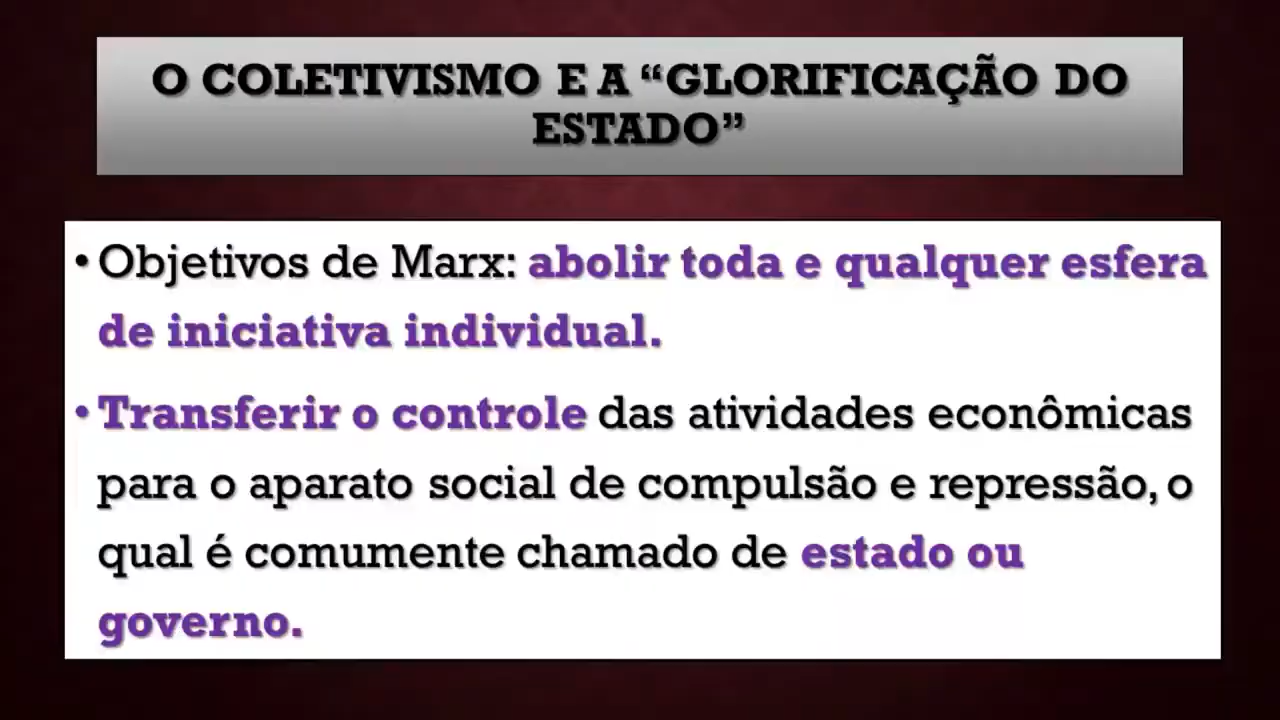 O COLETIVISMO E A “GLORIFICAÇÃO DO
ESTADO”
• Objetivos de Marx: abolir toda e qualquer esfera
de iniciativa individual.
• Transferir o controle das atividades econômicas
para o aparato social de compulsão e repressão, o
qual é comumente chamado de estado ou
governo.